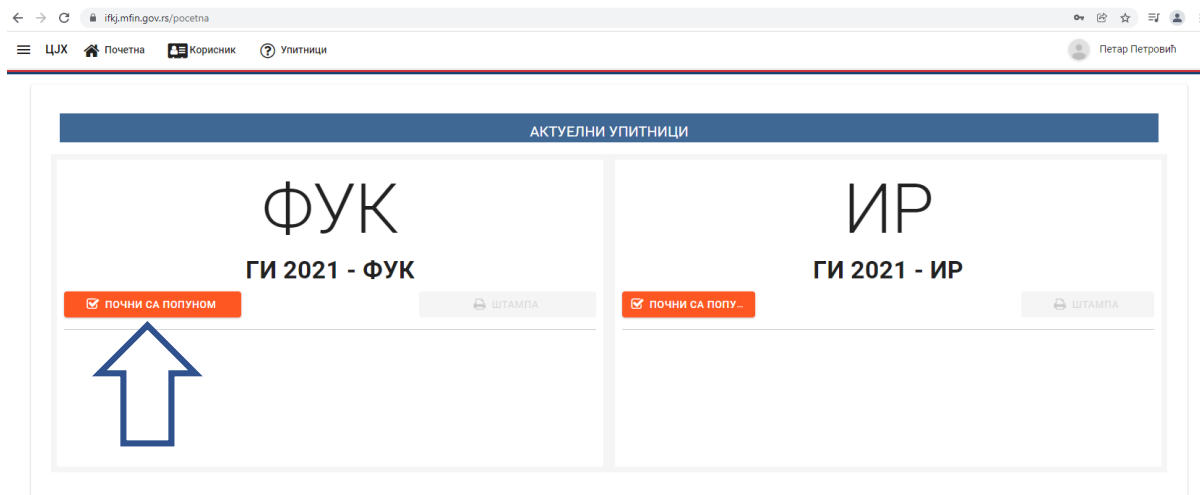 ifkj.mfin.gov.rs/pocetna
ЦЈХ Почетна Корисник Упитници Петар Петровић
АКТУЕЛНИ УПИТНИЦИ
ФУК
ГИ 2021 - ФУК
ПОЧНИ СА ПОПУНОМ ШТАМПА
ИР
ГИ 2021 - ИР
ПОЧНИ СА ПОПУ... ШТАМПА